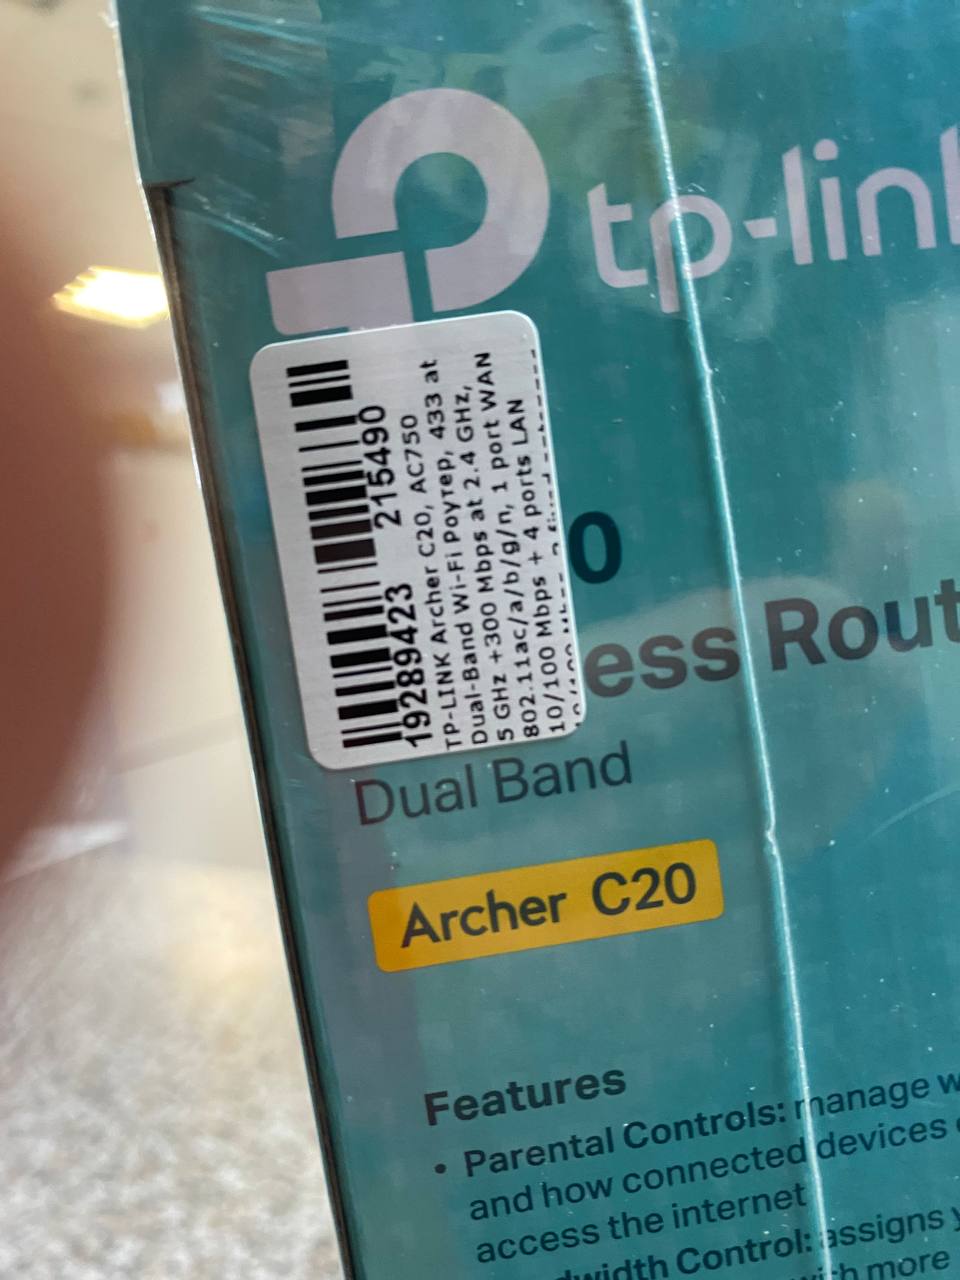 tp-link
19289423 215490
TP-LINK Archer C20, AC750
Dual-Band Wi-Fi Роутер, 433 at
5 GHz +300 Mbps at 2.4 GHz,
802.11ac/a/b/g/n, 1 port WAN
10/100 Mbps + 4 ports LAN
0
ess Rout
Dual Band
Archer C20
Features
• Parental Controls: manage w
and how connected devices
access the internet
dwidth Control: assigns y
more